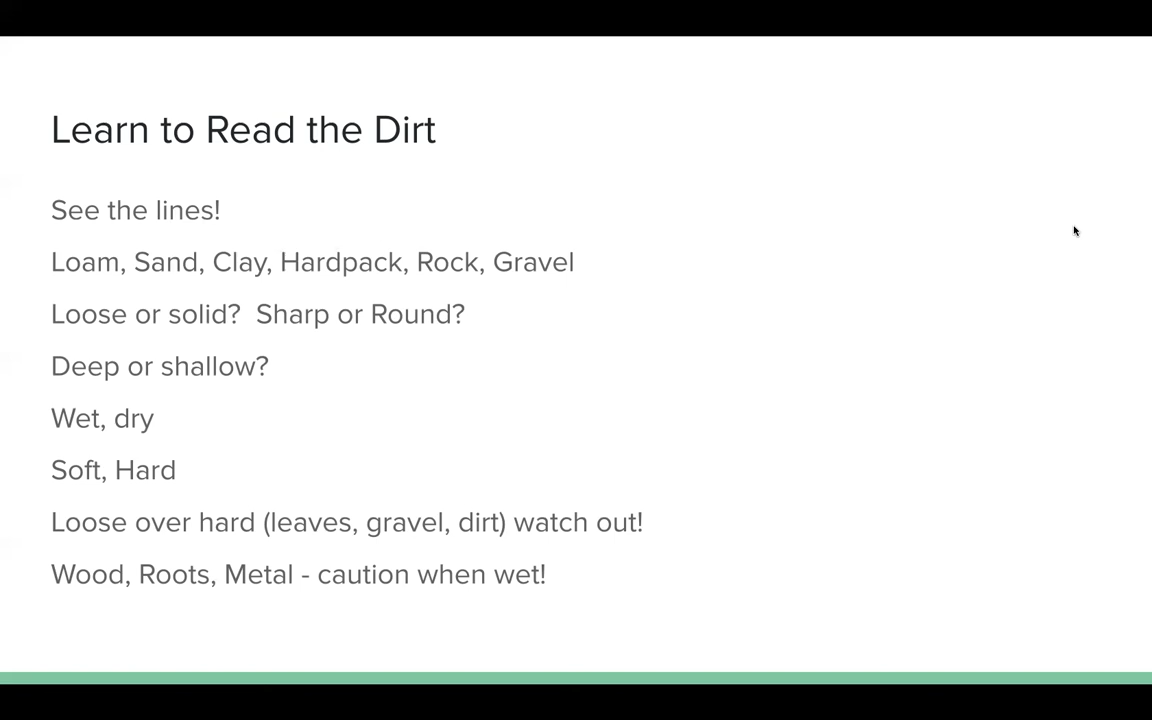 Learn to Read the Dirt
See the lines!
Loam, Sand, Clay, Hardpack, Rock, Gravel
Loose or solid?  Sharp or Round?
Deep or shallow?
Wet, dry
Soft, Hard
Loose over hard (leaves, gravel, dirt) watch out!
Wood, Roots, Metal - caution when wet!